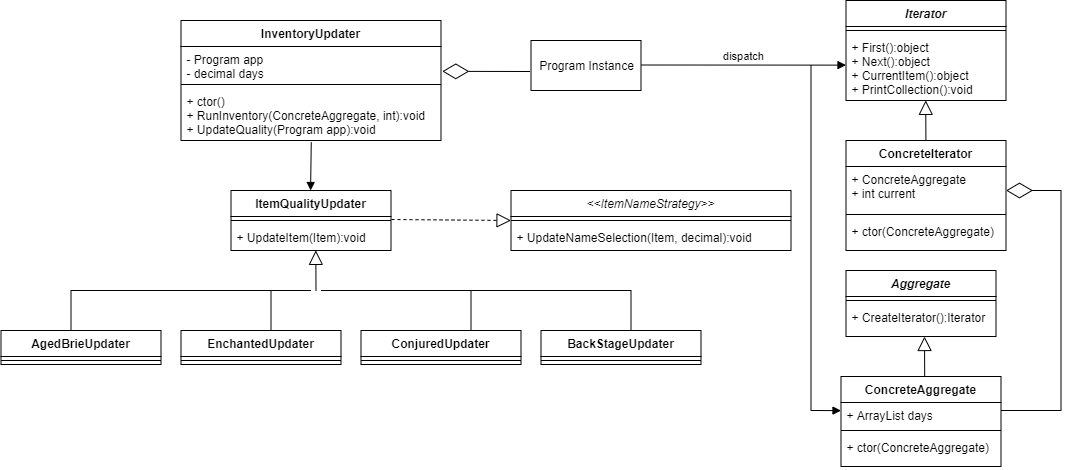 InventoryUpdater
- Program app
- decimal days
+ ctor()
+ RunInventory(ConcreteAggregate, int):void
+ UpdateQuality(Program app):void
Program Instance
dispatch
Iterator
+ First():object
+ Next():object
+ CurrentItem():object
+ PrintCollection():void
ConcreteIterator
+ ConcreteAggregate
+ int current
+ ctor(ConcreteAggregate)
ItemQualityUpdater
+ UpdateItem(Item):void
<<ItemNameStrategy>>
+ UpdateNameSelection(Item, decimal):void
Aggregate
+ CreateIterator():Iterator
AgedBrieUpdater
EnchantedUpdater
ConjuredUpdater
BackStageUpdater
ConcreteAggregate
+ ArrayList days
+ ctor(ConcreteAggregate)